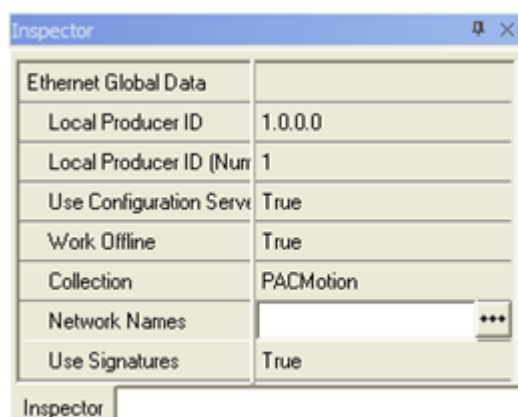 Inspector
Ethernet Global Data
Local Producer ID 1.0.0.0
Local Producer ID (Num 1
Use Configuration Serve True
Work Offline True
Collection PACMotion
Network Names
Use Signatures True
Inspector